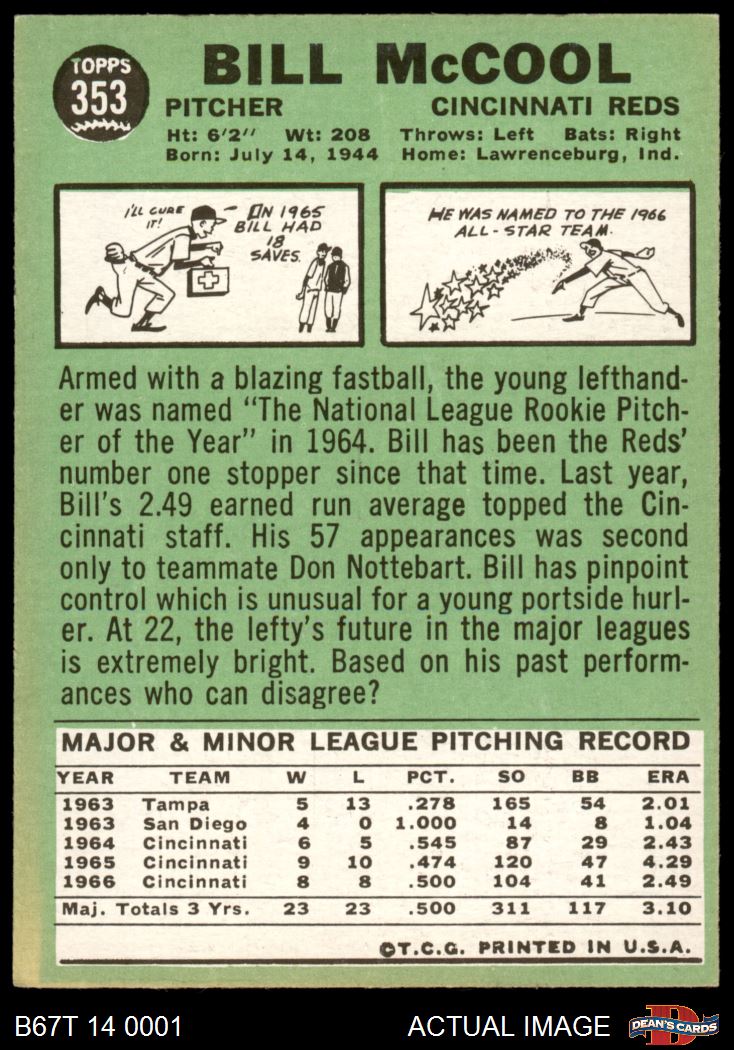 TOPPS
353
BILL McCOOL
PITCHER CINCINNATI REDS
Ht: 6'2" Wt: 208 Throws: Left Bats: Right
Born: July 14, 1944 Home: Lawrenceburg, Ind.
I'LL CURE
IT!
IN 1965
BILL HAD
18
SAVES.
HE WAS NAMED TO THE 1966
ALL-STAR TEAM.
Armed with a blazing fastball, the young lefthand-
er was named "The National League Rookie Pitch-
er of the Year" in 1964. Bill has been the Reds'
number one stopper since that time. Last year,
Bill's 2.49 earned run average topped the Cin-
cinnati staff. His 57 appearances was second
only to teammate Don Nottebart. Bill has pinpoint
control which is unusual for a young portside hurl-
er. At 22, the lefty's future in the major leagues
is extremely bright. Based on his past perform-
ances who can disagree?
MAJOR & MINOR LEAGUE PITCHING RECORD
YEAR TEAM W L PCT. SO BB ERA
1963 Tampa 5 13 .278 165 54 2.01
1963 San Diego 4 0 1.000 14 8 1.04
1964 Cincinnati 6 5 .545 87 29 2.43
1965 Cincinnati 9 10 .474 120 47 4.29
1966 Cincinnati 8 8 .500 104 41 2.49
Maj. Totals 3 Yrs. 23 23 .500 311 117 3.10
©T.C.G. PRINTED IN U.S.A.
B67T 14 0001 ACTUAL IMAGE DEAN'S CARDS